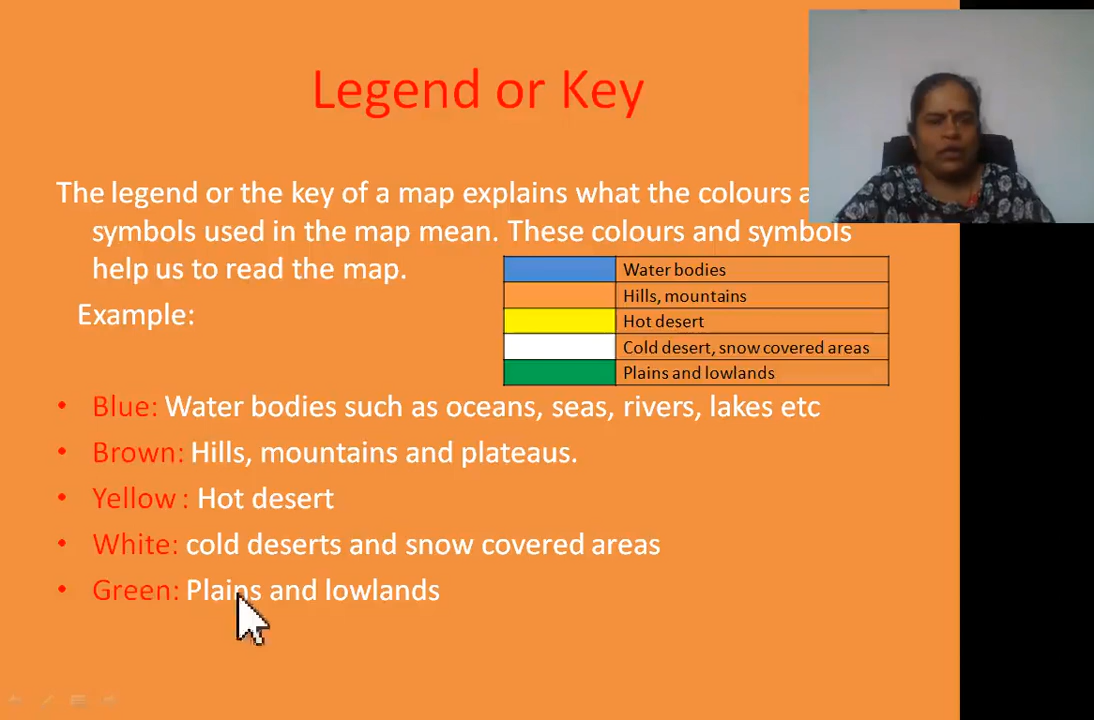 Legend or Key
The legend or the key of a map explains what the colours
symbols used in the map mean. These colours and symbols
help us to read the map.
Water bodies
Hills, mountains
Example:
Hot desert
Cold desert, snow covered areas
Plains and lowlands
• Blue: Water bodies such as oceans, seas, rivers, lakes etc
• Brown: Hills, mountains and plateaus.
• Yellow : Hot desert
• White: cold deserts and snow covered areas
• Green: Plains and lowlands